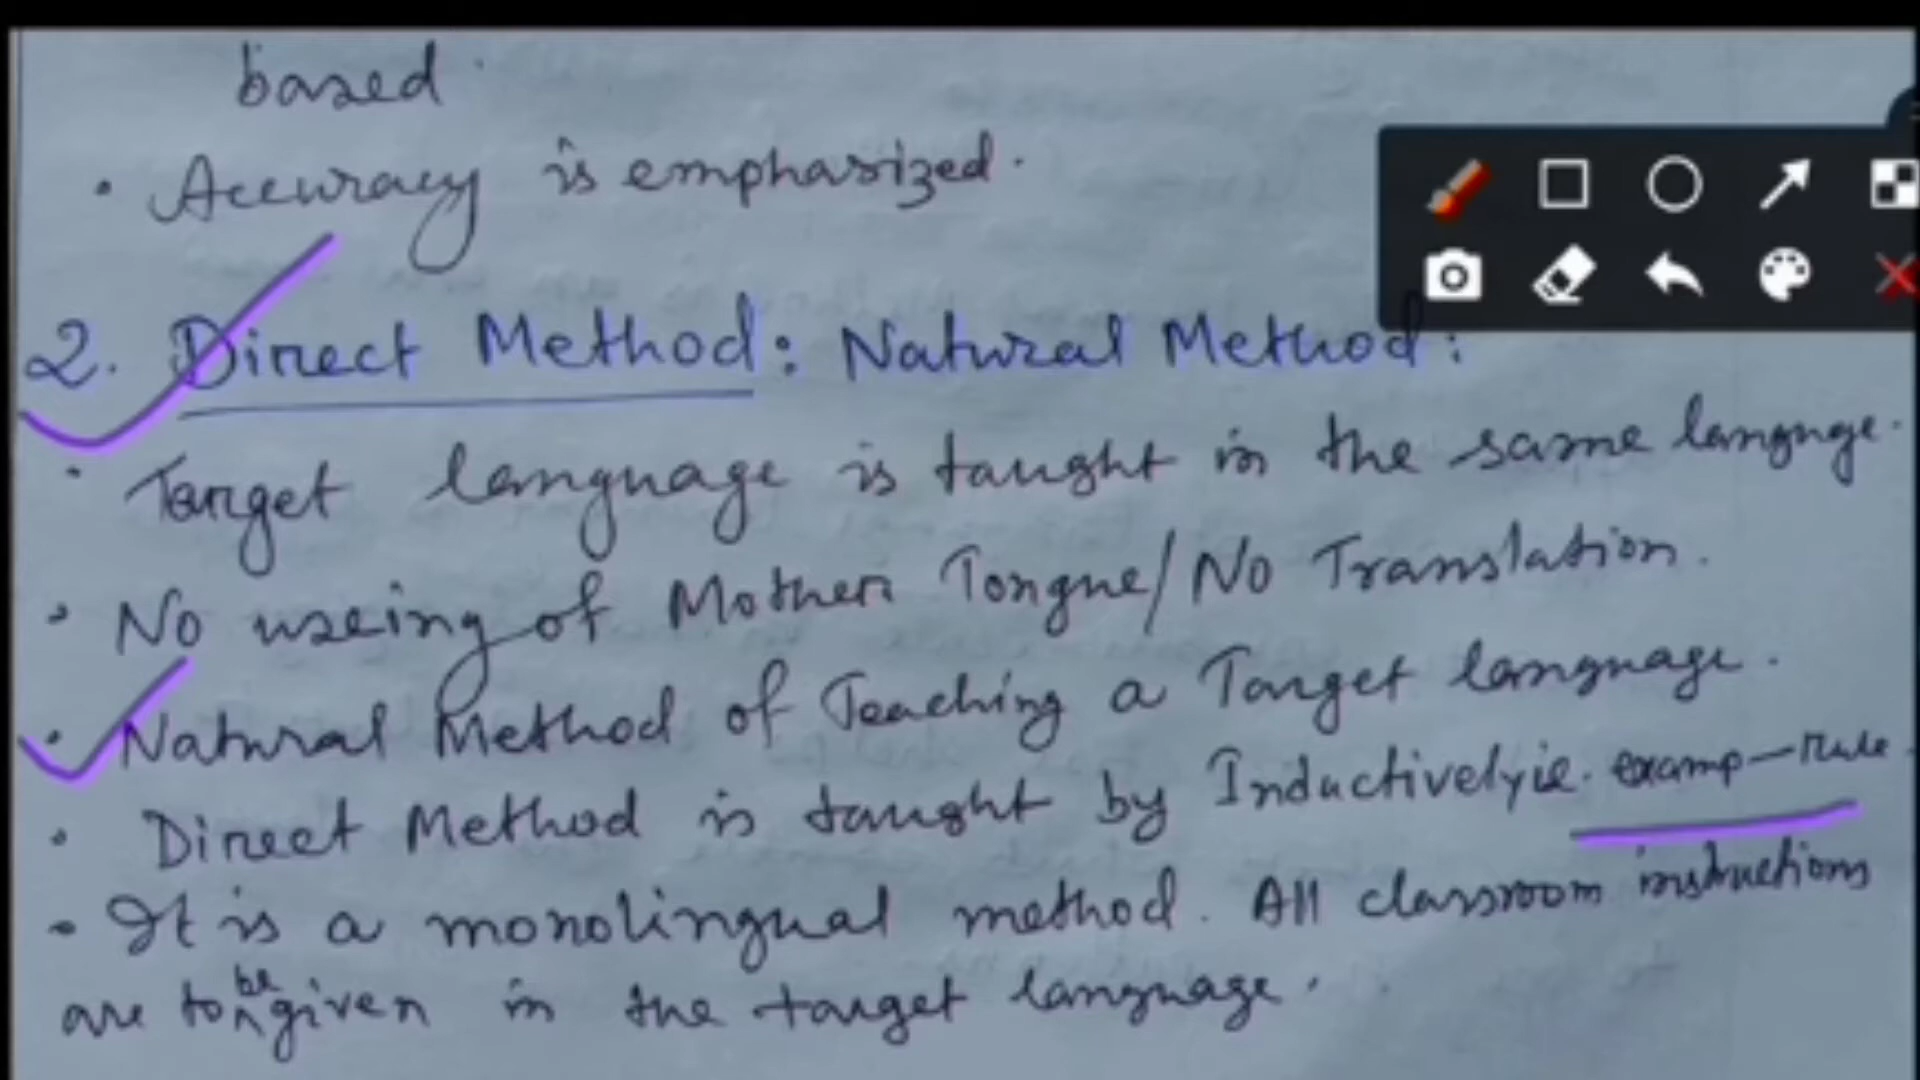 based.
• Accuracy is emphasized.
2. Direct Method: Natural Method:
• Target language is taught in the same langnge.
• No useing of Mother Tongue/No Translation.
• Natural Method of Teaching a Target language.
• Direct Method is taught by Inductively ie. examp–rule.
• It is a monolingual method. All classroom instructions
are to be given in the target language.